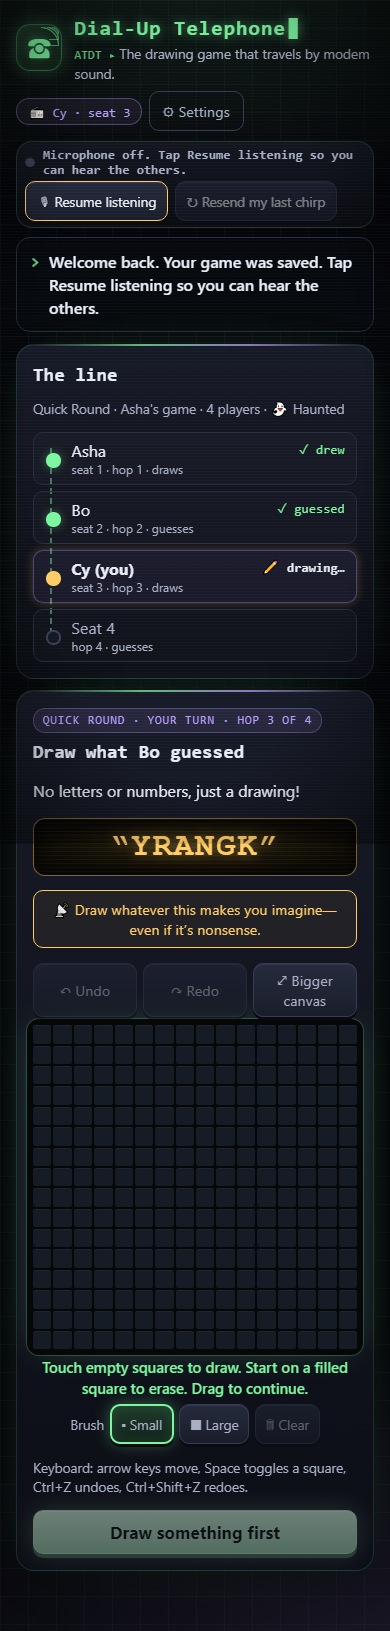 Dial-Up Telephone
ATDT ▸ The drawing game that travels by modem
sound.
📻 Cy · seat 3
⚙ Settings
Microphone off. Tap Resume listening so you
can hear the others.
🎙 Resume listening
↻ Resend my last chirp
> Welcome back. Your game was saved. Tap
Resume listening so you can hear the
others.
The line
Quick Round · Asha's game · 4 players · 👻 Haunted
Asha
✓ drew
seat 1 · hop 1 · draws
Bo
✓ guessed
seat 2 · hop 2 · guesses
Cy (you)
✏️ drawing…
seat 3 · hop 3 · draws
Seat 4
hop 4 · guesses
QUICK ROUND · YOUR TURN · HOP 3 OF 4
Draw what Bo guessed
No letters or numbers, just a drawing!
“YRANGK”
📡 Draw whatever this makes you imagine—
even if it’s nonsense.
↶ Undo
↷ Redo
⤢ Bigger
canvas
Touch empty squares to draw. Start on a filled
square to erase. Drag to continue.
Brush
▪ Small
■ Large
🗑 Clear
Keyboard: arrow keys move, Space toggles a square,
Ctrl+Z undoes, Ctrl+Shift+Z redoes.
Draw something first